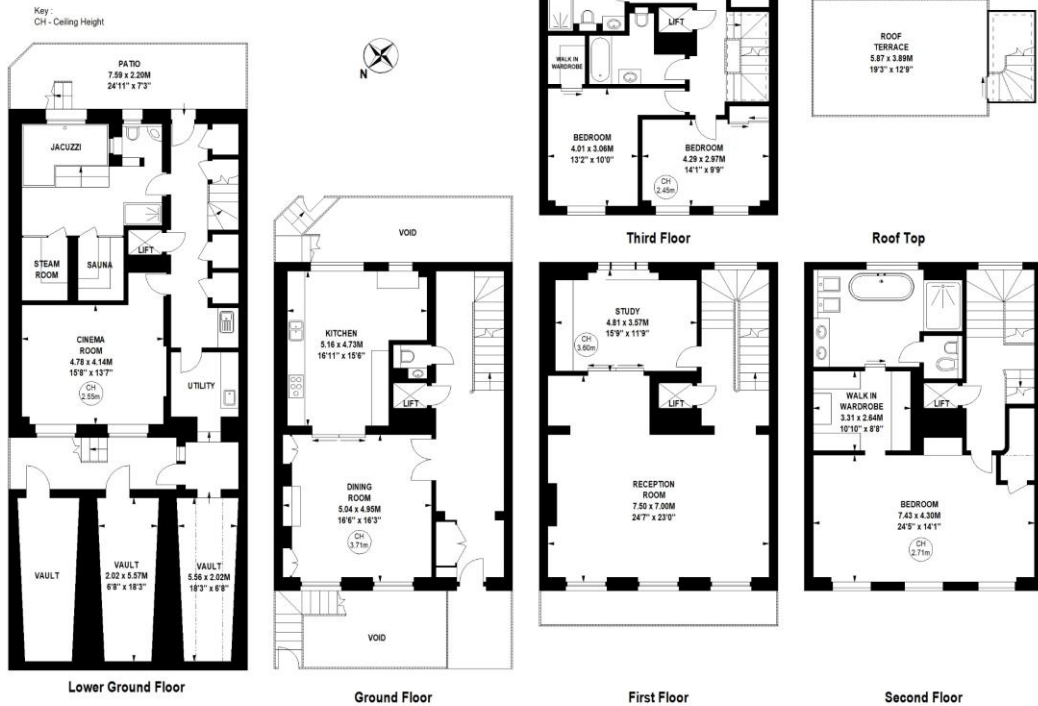 Key :
CH - Ceiling Height
PATIO
7.59 x 2.20M
24'11" x 7'3"
JACUZZI
STEAM
ROOM
SAUNA
LIFT
CINEMA
ROOM
4.78 x 4.14M
15'8" x 13'7"
CH
2.55m
UTILITY
VAULT
VAULT
2.02 x 5.57M
6'8" x 18'3"
VAULT
5.56 x 2.02M
18'3" x 6'8"
Lower Ground Floor
N
VOID
KITCHEN
5.16 x 4.73M
16'11" x 15'6"
LIFT
DINING
ROOM
5.04 x 4.95M
16'6" x 16'3"
CH
3.71m
VOID
Ground Floor
LIFT
WALK IN
WARDROBE
BEDROOM
4.01 x 3.06M
13'2" x 10'0"
BEDROOM
4.29 x 2.97M
14'1" x 9'9"
CH
2.45m
Third Floor
ROOF
TERRACE
5.87 x 3.89M
19'3" x 12'9"
Roof Top
STUDY
4.81 x 3.57M
15'9" x 11'9"
CH
3.60m
LIFT
RECEPTION
ROOM
7.50 x 7.00M
24'7" x 23'0"
First Floor
WALK IN
WARDROBE
3.31 x 2.64M
10'10" x 8'8"
LIFT
BEDROOM
7.43 x 4.30M
24'5" x 14'1"
CH
2.71m
Second Floor